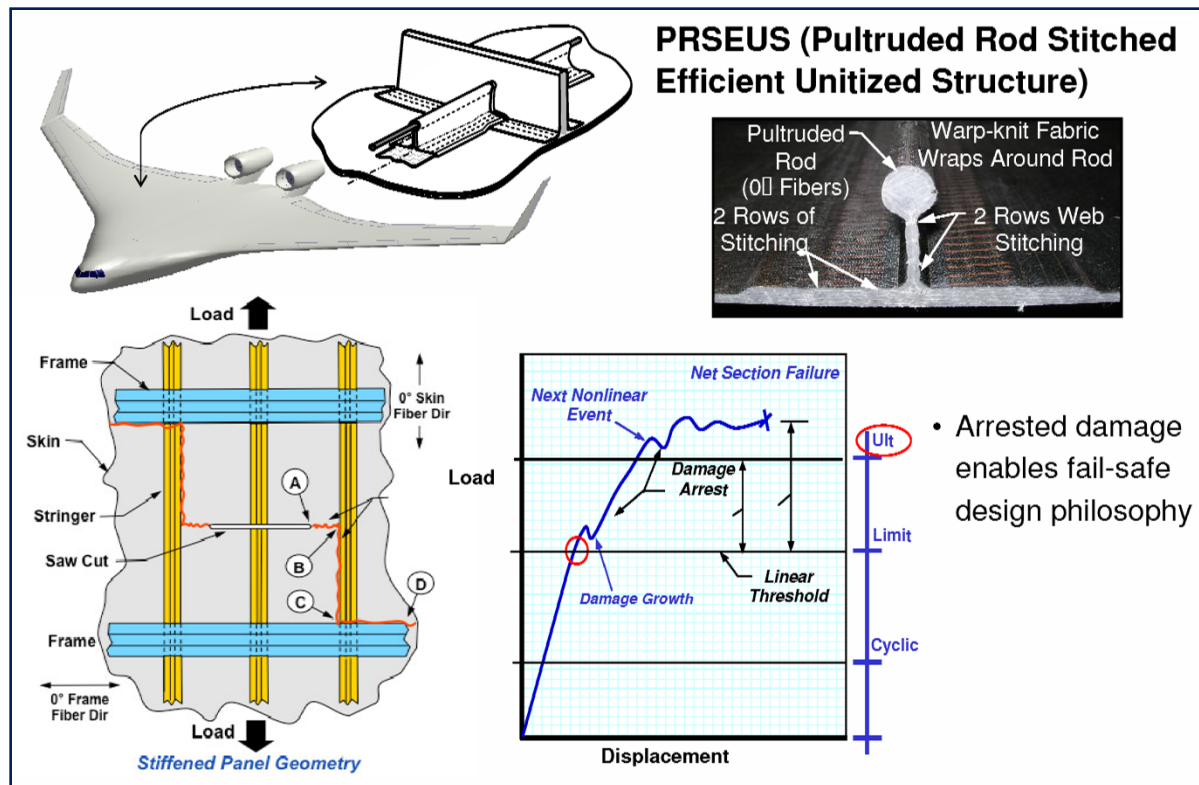 PRSEUS (Pultruded Rod Stitched
Efficient Unitized Structure)
Pultruded
Rod
(0▯ Fibers)
Warp-knit Fabric
Wraps Around Rod
2 Rows of
Stitching
2 Rows Web
Stitching
Load
Frame
0° Skin
Fiber Dir
Skin
A
Stringer
Saw Cut
B
C
D
Frame
0° Frame
Fiber Dir
Load
Stiffened Panel Geometry
Net Section Failure
Next Nonlinear
Event
Ult
Load
Damage
Arrest
Limit
Linear
Threshold
Damage Growth
Cyclic
Displacement
• Arrested damage
enables fail-safe
design philosophy